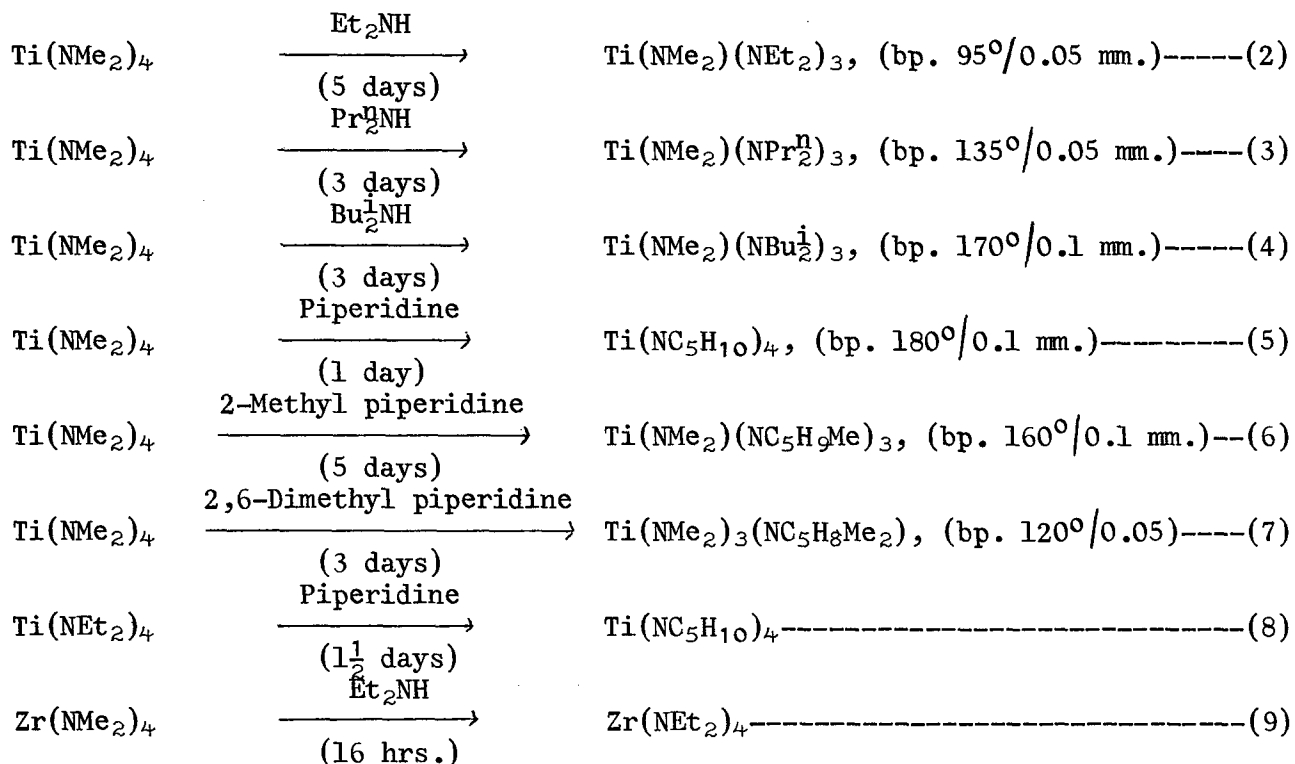 Et₂NH
Ti(NMe₂)₄ ⟶ Ti(NMe₂)(NEt₂)₃, (bp. 95°/0.05 mm.)-----(2)
(5 days)
Prⁿ₂NH
Ti(NMe₂)₄ ⟶ Ti(NMe₂)(NPrⁿ₂)₃, (bp. 135°/0.05 mm.)----(3)
(3 days)
Buⁱ₂NH
Ti(NMe₂)₄ ⟶ Ti(NMe₂)(NBuⁱ₂)₃, (bp. 170°/0.1 mm.)-----(4)
(3 days)
Piperidine
Ti(NMe₂)₄ ⟶ Ti(NC₅H₁₀)₄, (bp. 180°/0.1 mm.)---------(5)
(1 day)
2-Methyl piperidine
Ti(NMe₂)₄ ⟶ Ti(NMe₂)(NC₅H₉Me)₃, (bp. 160°/0.1 mm.)--(6)
(5 days)
2,6-Dimethyl piperidine
Ti(NMe₂)₄ ⟶ Ti(NMe₂)₃(NC₅H₈Me₂), (bp. 120°/0.05)----(7)
(3 days)
Piperidine
Ti(NEt₂)₄ ⟶ Ti(NC₅H₁₀)₄-----------------------------(8)
(1½ days)
Et₂NH
Zr(NMe₂)₄ ⟶ Zr(NEt₂)₄-------------------------------(9)
(16 hrs.)